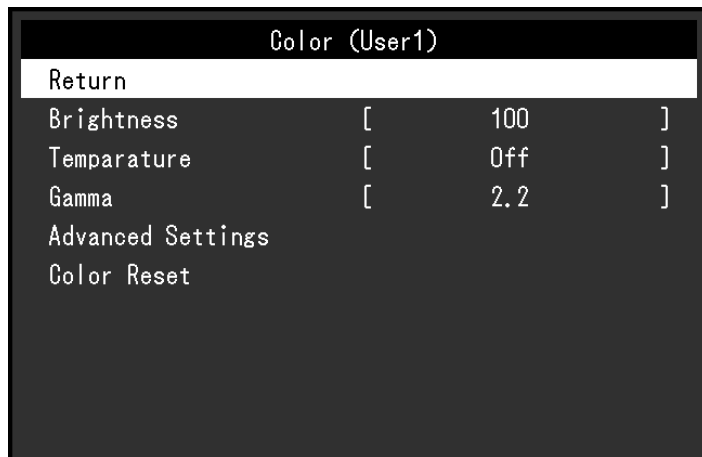 Color (User1)
Return
Brightness [ 100 ]
Temparature [ Off ]
Gamma [ 2.2 ]
Advanced Settings
Color Reset